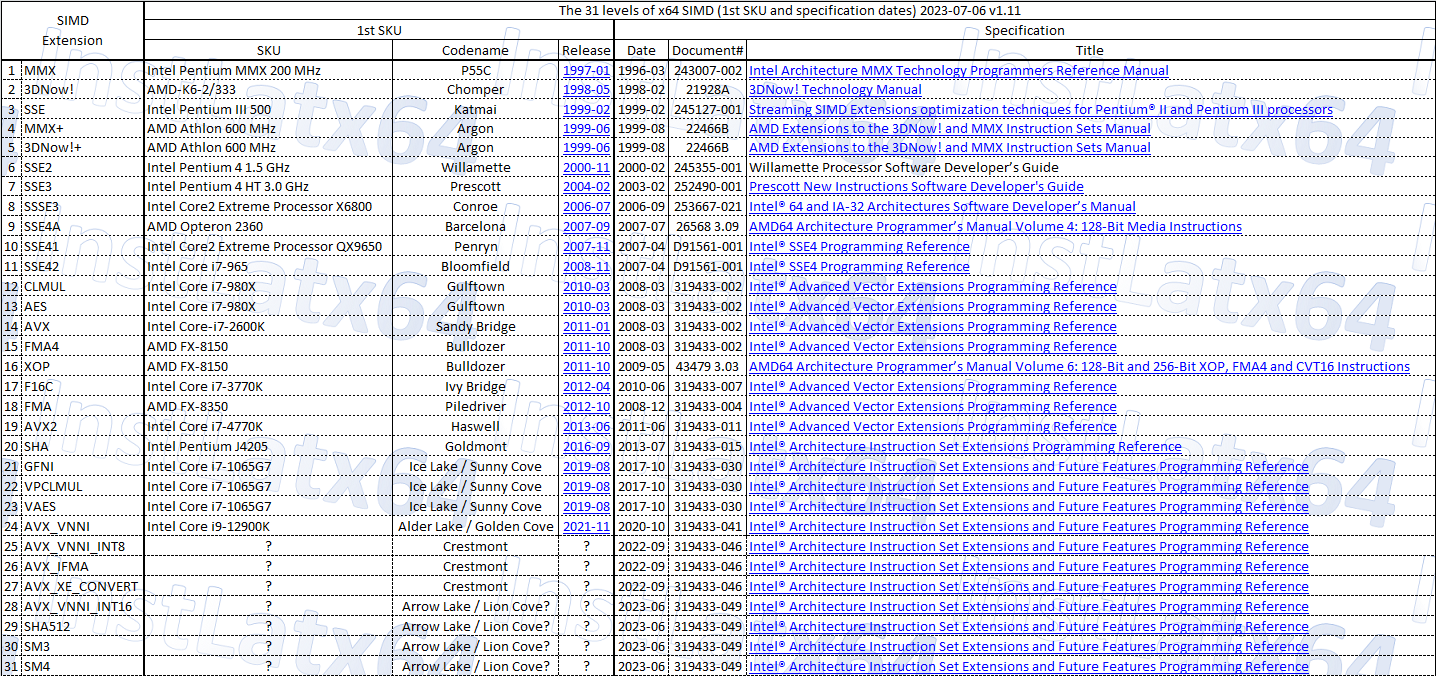 The 31 levels of x64 SIMD (1st SKU and specification dates) 2023-07-06 v1.11
SIMD Extension 1st SKU Specification
SKU Codename Release Date Document# Title
1 MMX Intel Pentium MMX 200 MHz P55C 1997-01 1996-03 243007-002 Intel Architecture MMX Technology Programmers Reference Manual
2 3DNow! AMD-K6-2/333 Chomper 1998-05 1998-02 21928A 3DNow! Technology Manual
3 SSE Intel Pentium III 500 Katmai 1999-02 1999-02 245127-001 Streaming SIMD Extensions optimization techniques for Pentium® II and Pentium III processors
4 MMX+ AMD Athlon 600 MHz Argon 1999-06 1999-08 22466B AMD Extensions to the 3DNow! and MMX Instruction Sets Manual
5 3DNow!+ AMD Athlon 600 MHz Argon 1999-06 1999-08 22466B AMD Extensions to the 3DNow! and MMX Instruction Sets Manual
6 SSE2 Intel Pentium 4 1.5 GHz Willamette 2000-11 2000-02 245355-001 Willamette Processor Software Developer's Guide
7 SSE3 Intel Pentium 4 HT 3.0 GHz Prescott 2004-02 2003-02 252490-001 Prescott New Instructions Software Developer's Guide
8 SSSE3 Intel Core2 Extreme Processor X6800 Conroe 2006-07 2006-09 253667-021 Intel® 64 and IA-32 Architectures Software Developer's Manual
9 SSE4A AMD Opteron 2360 Barcelona 2007-09 2007-07 26568 3.09 AMD64 Architecture Programmer's Manual Volume 4: 128-Bit Media Instructions
10 SSE41 Intel Core2 Extreme Processor QX9650 Penryn 2007-11 2007-04 D91561-001 Intel® SSE4 Programming Reference
11 SSE42 Intel Core i7-965 Bloomfield 2008-11 2007-04 D91561-001 Intel® SSE4 Programming Reference
12 CLMUL Intel Core i7-980X Gulftown 2010-03 2008-03 319433-002 Intel® Advanced Vector Extensions Programming Reference
13 AES Intel Core i7-980X Gulftown 2010-03 2008-03 319433-002 Intel® Advanced Vector Extensions Programming Reference
14 AVX Intel Core-i7-2600K Sandy Bridge 2011-01 2008-03 319433-002 Intel® Advanced Vector Extensions Programming Reference
15 FMA4 AMD FX-8150 Bulldozer 2011-10 2008-03 319433-002 Intel® Advanced Vector Extensions Programming Reference
16 XOP AMD FX-8150 Bulldozer 2011-10 2009-05 43479 3.03 AMD64 Architecture Programmer's Manual Volume 6: 128-Bit and 256-Bit XOP, FMA4 and CVT16 Instructions
17 F16C Intel Core i7-3770K Ivy Bridge 2012-04 2010-06 319433-007 Intel® Advanced Vector Extensions Programming Reference
18 FMA AMD FX-8350 Piledriver 2012-10 2008-12 319433-004 Intel® Advanced Vector Extensions Programming Reference
19 AVX2 Intel Core i7-4770K Haswell 2013-06 2011-06 319433-011 Intel® Advanced Vector Extensions Programming Reference
20 SHA Intel Pentium J4205 Goldmont 2016-09 2013-07 319433-015 Intel® Architecture Instruction Set Extensions Programming Reference
21 GFNI Intel Core i7-1065G7 Ice Lake / Sunny Cove 2019-08 2017-10 319433-030 Intel® Architecture Instruction Set Extensions and Future Features Programming Reference
22 VPCLMUL Intel Core i7-1065G7 Ice Lake / Sunny Cove 2019-08 2017-10 319433-030 Intel® Architecture Instruction Set Extensions and Future Features Programming Reference
23 VAES Intel Core i7-1065G7 Ice Lake / Sunny Cove 2019-08 2017-10 319433-030 Intel® Architecture Instruction Set Extensions and Future Features Programming Reference
24 AVX_VNNI Intel Core i9-12900K Alder Lake / Golden Cove 2021-11 2020-10 319433-041 Intel® Architecture Instruction Set Extensions and Future Features Programming Reference
25 AVX_VNNI_INT8 ? Crestmont ? 2022-09 319433-046 Intel® Architecture Instruction Set Extensions and Future Features Programming Reference
26 AVX_IFMA ? Crestmont ? 2022-09 319433-046 Intel® Architecture Instruction Set Extensions and Future Features Programming Reference
27 AVX_XE_CONVERT ? Crestmont ? 2022-09 319433-046 Intel® Architecture Instruction Set Extensions and Future Features Programming Reference
28 AVX_VNNI_INT16 ? Arrow Lake / Lion Cove? ? 2023-06 319433-049 Intel® Architecture Instruction Set Extensions and Future Features Programming Reference
29 SHA512 ? Arrow Lake / Lion Cove? ? 2023-06 319433-049 Intel® Architecture Instruction Set Extensions and Future Features Programming Reference
30 SM3 ? Arrow Lake / Lion Cove? ? 2023-06 319433-049 Intel® Architecture Instruction Set Extensions and Future Features Programming Reference
31 SM4 ? Arrow Lake / Lion Cove? ? 2023-06 319433-049 Intel® Architecture Instruction Set Extensions and Future Features Programming Reference
InstLatx64